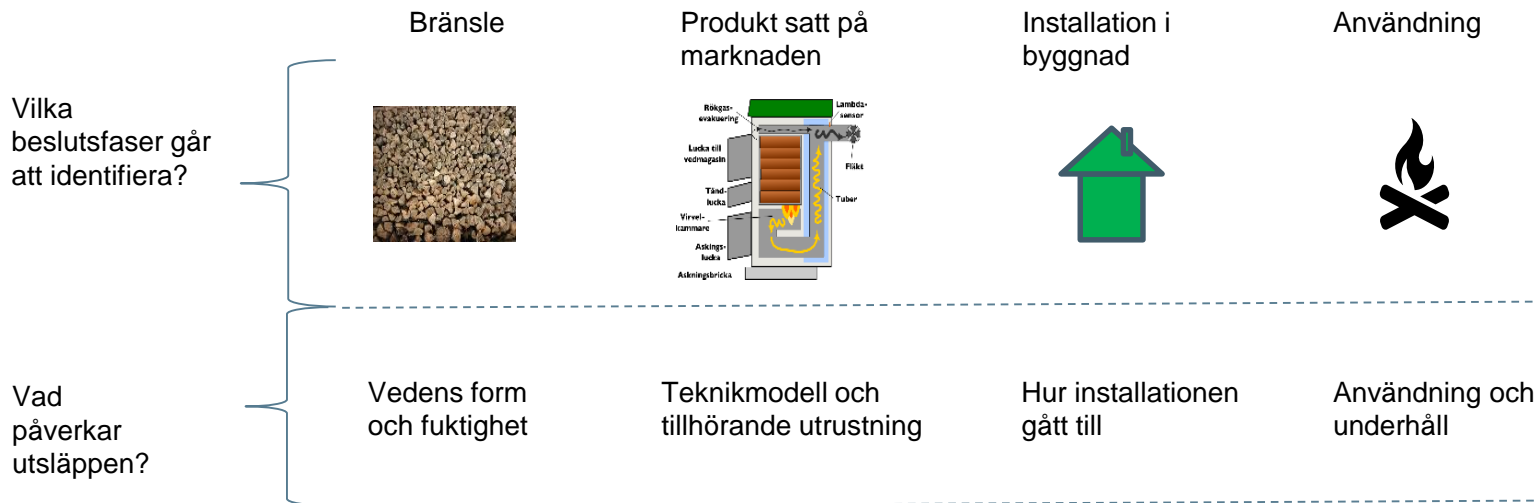 Bränsle
Produkt satt på
marknaden
Installation i
byggnad
Användning
Vilka
beslutsfaser går
att identifiera?
Rökgas-
evakuering
Lambda-
sensor
Lucka till
vedmagasin
Fläkt
Tänd-
lucka
Tuber
Virvel-
kammare
Asknings-
lucka
Askningsbricka
Vad
påverkar
utsläppen?
Vedens form
och fuktighet
Teknikmodell och
tillhörande utrustning
Hur installationen
gått till
Användning och
underhåll